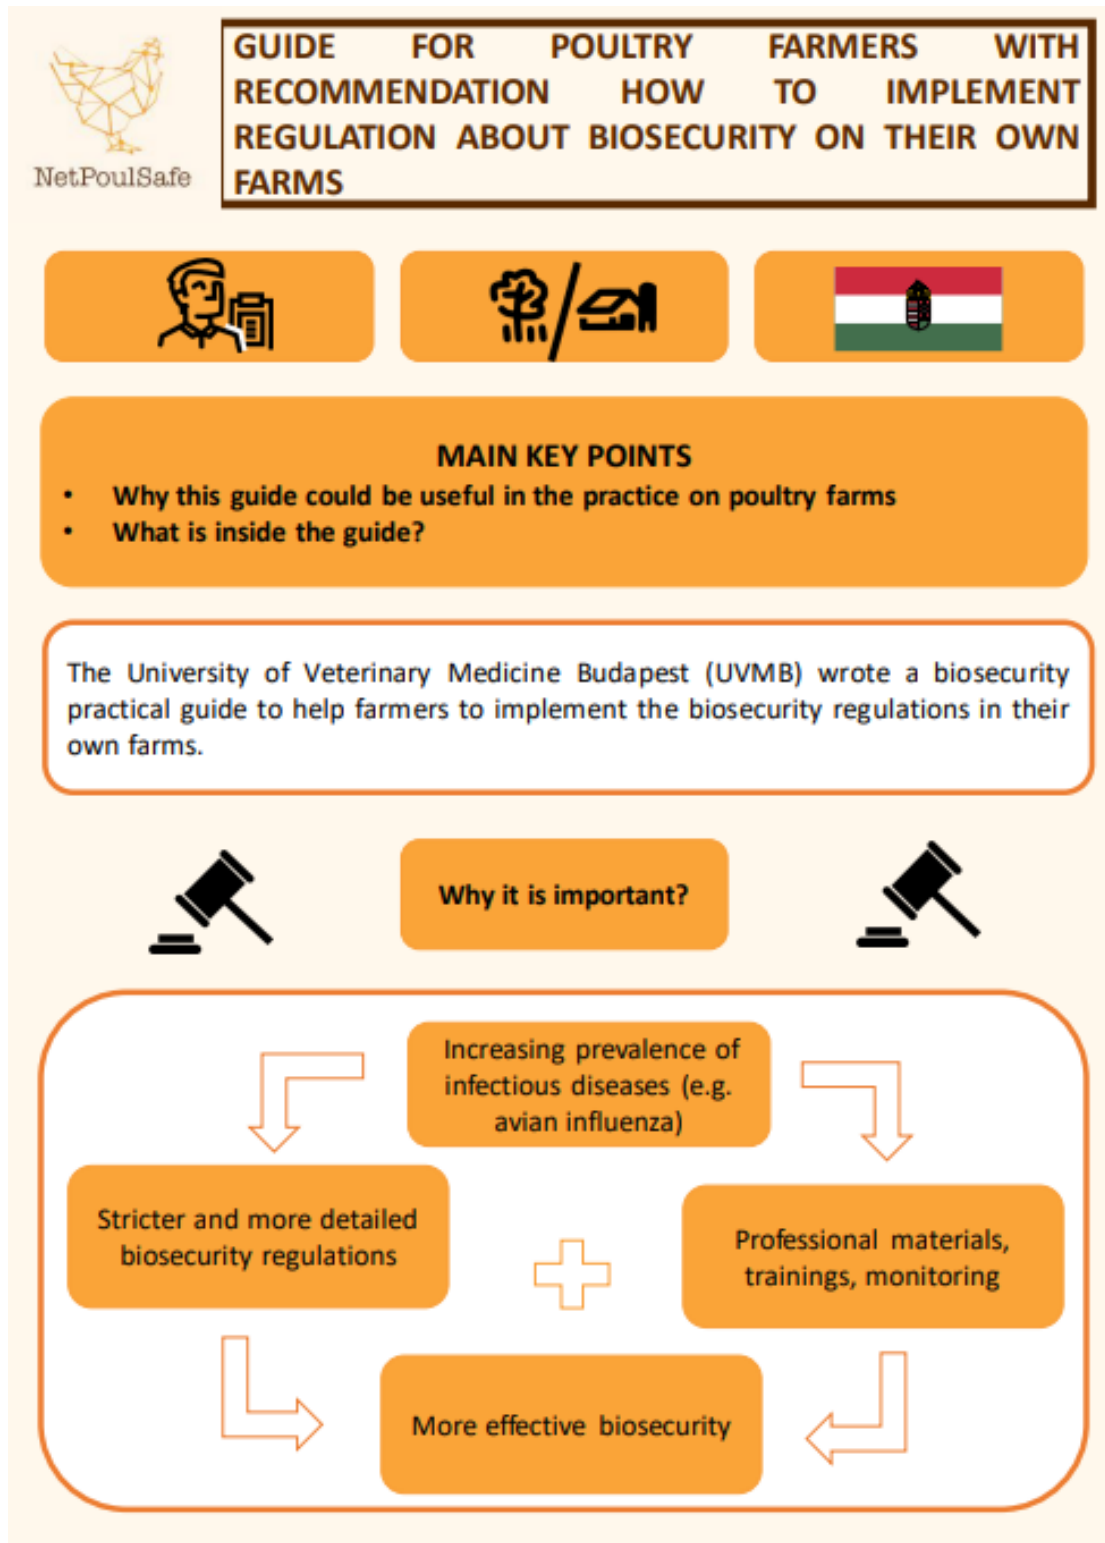 NetPoulSafe
GUIDE FOR POULTRY FARMERS WITH
RECOMMENDATION HOW TO IMPLEMENT
REGULATION ABOUT BIOSECURITY ON THEIR OWN
FARMS
MAIN KEY POINTS
• Why this guide could be useful in the practice on poultry farms
• What is inside the guide?
The University of Veterinary Medicine Budapest (UVMB) wrote a biosecurity
practical guide to help farmers to implement the biosecurity regulations in their
own farms.
Why it is important?
Increasing prevalence of
infectious diseases (e.g.
avian influenza)
Stricter and more detailed
biosecurity regulations
Professional materials,
trainings, monitoring
More effective biosecurity